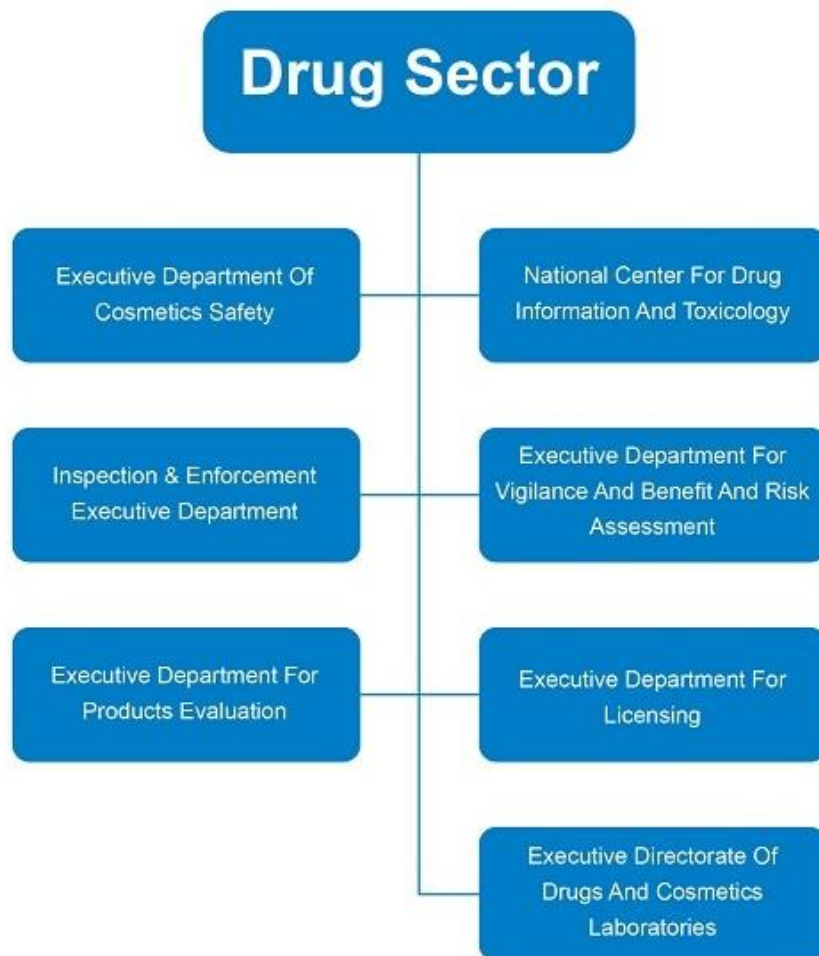 Drug Sector
Executive Department Of
Cosmetics Safety
National Center For Drug
Information And Toxicology
Inspection & Enforcement
Executive Department
Executive Department For
Vigilance And Benefit And Risk
Assessment
Executive Department For
Products Evaluation
Executive Department For
Licensing
Executive Directorate Of
Drugs And Cosmetics
Laboratories